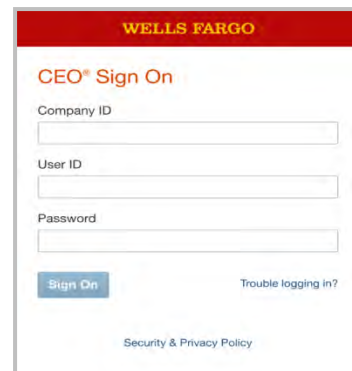 WELLS FARGO
CEO® Sign On
Company ID
User ID
Password
Sign On Trouble logging in?
Security & Privacy Policy